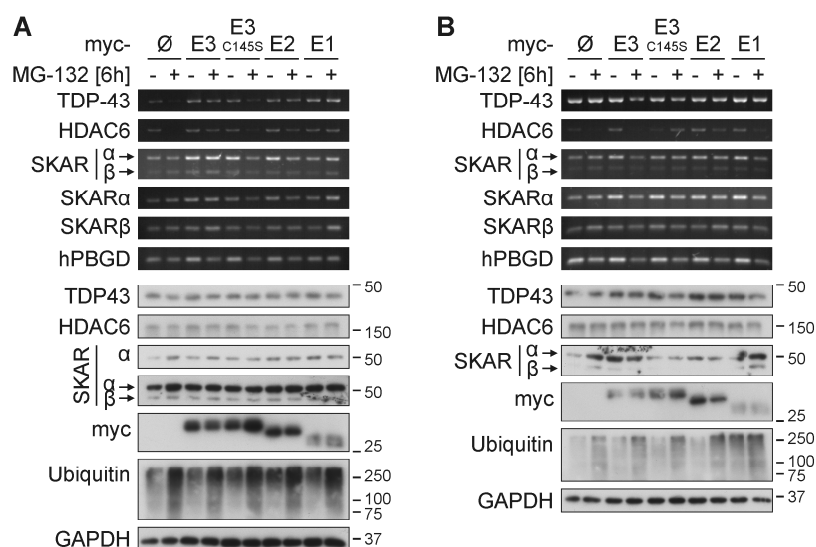 A
myc- Ø E3 E3 C145S E2 E1
MG-132 [6h] - + - + - + - + - +
TDP-43
HDAC6
SKAR α
β
SKARα
SKARβ
hPBGD
TDP43 50
HDAC6 150
SKAR α 50
α 50
β
myc 25
Ubiquitin 250
100
75
GAPDH 37
B
myc- Ø E3 E3 C145S E2 E1
MG-132 [6h] - + - + - + - + - +
TDP-43
HDAC6
SKAR α
β
SKARα
SKARβ
hPBGD
TDP43 50
HDAC6 150
SKAR α 50
β
myc 25
Ubiquitin 250
100
75
GAPDH 37